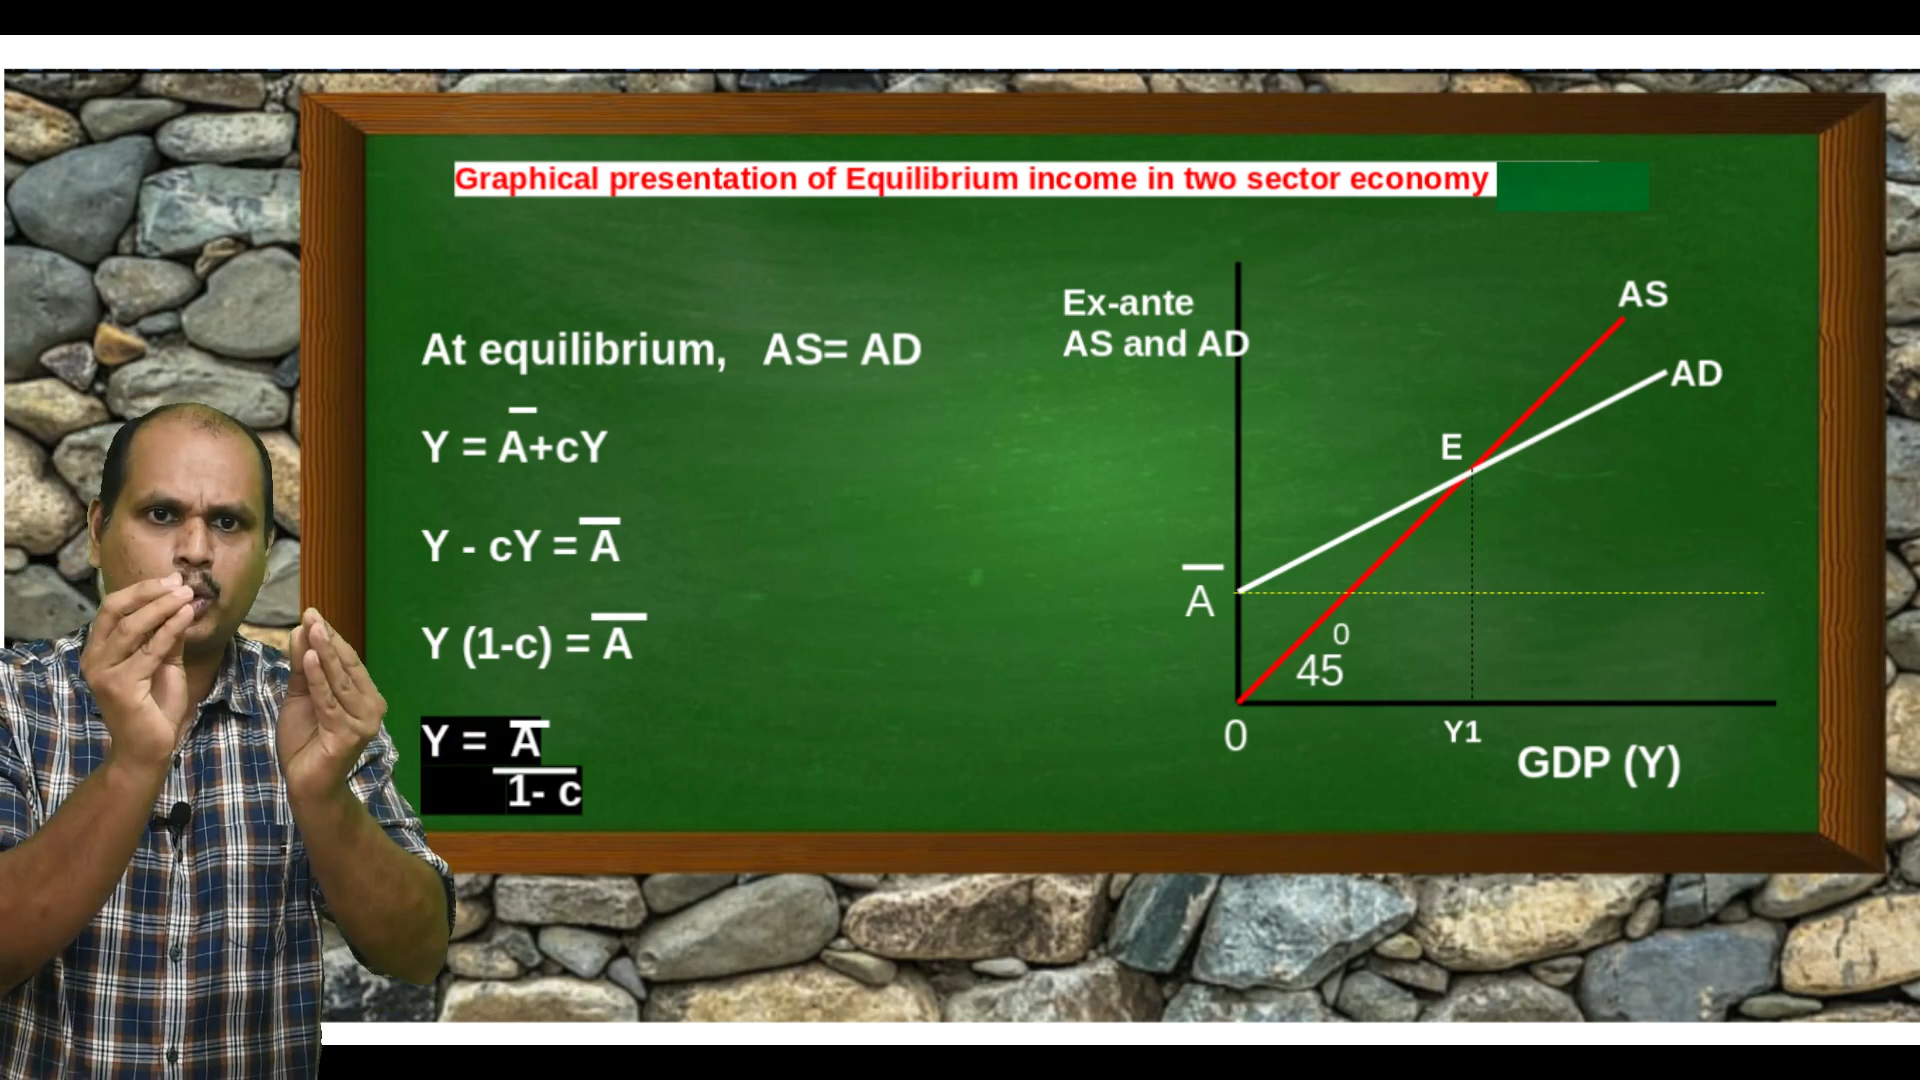 Graphical presentation of Equilibrium income in two sector economy
At equilibrium, AS= AD
Y = A̅+cY
Y - cY = A̅
Y (1-c) = A̅
Y = A̅
1- c
Ex-ante
AS and AD
AS
AD
E
A̅
0
45
0
Y1
GDP (Y)